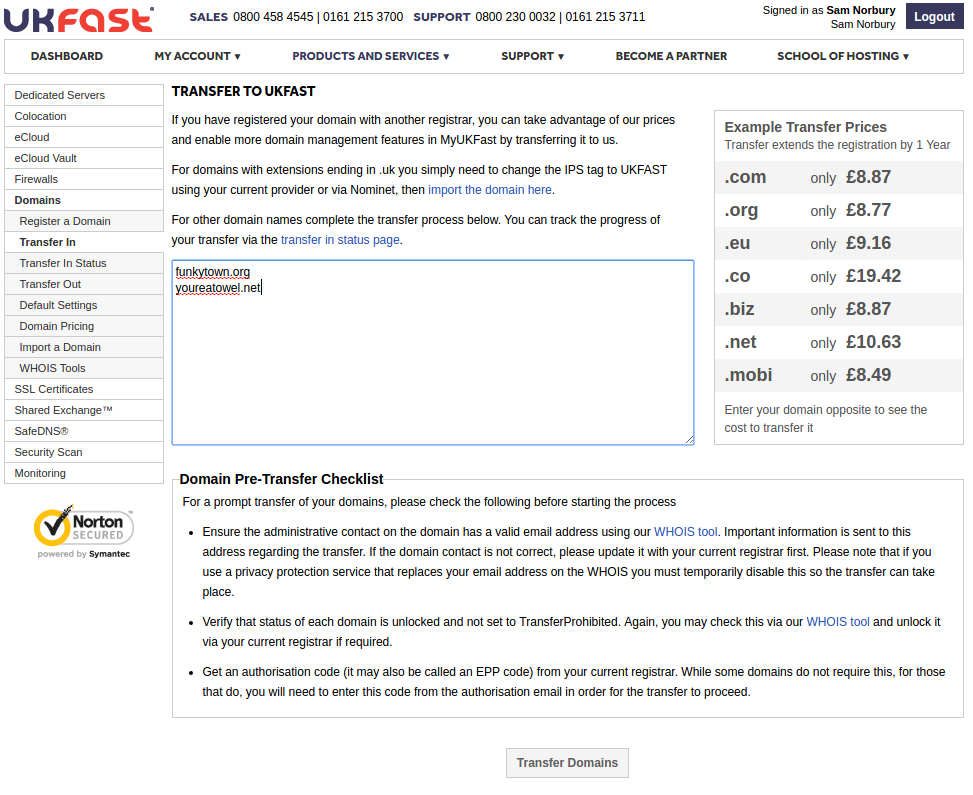 UKFAST
SALES 0800 458 4545 | 0161 215 3700 SUPPORT 0800 230 0032 | 0161 215 3711
Signed in as Sam Norbury
Sam Norbury
Logout
DASHBOARD MY ACCOUNT ▼ PRODUCTS AND SERVICES ▼ SUPPORT ▼ BECOME A PARTNER SCHOOL OF HOSTING ▼
Dedicated Servers
Colocation
eCloud
eCloud Vault
Firewalls
Domains
Register a Domain
Transfer In
Transfer In Status
Transfer Out
Default Settings
Domain Pricing
Import a Domain
WHOIS Tools
SSL Certificates
Shared Exchange™
SafeDNS®
Security Scan
Monitoring
Norton™
SECURED
powered by Symantec
TRANSFER TO UKFAST
If you have registered your domain with another registrar, you can take advantage of our prices
and enable more domain management features in MyUKFast by transferring it to us.
For domains with extensions ending in .uk you simply need to change the IPS tag to UKFAST
using your current provider or via Nominet, then import the domain here.
For other domain names complete the transfer process below. You can track the progress of
your transfer via the transfer in status page.
funkytown.org
youreatowel.net
Example Transfer Prices
Transfer extends the registration by 1 Year
.com only £8.87
.org only £8.77
.eu only £9.16
.co only £19.42
.biz only £8.87
.net only £10.63
.mobi only £8.49
Enter your domain opposite to see the
cost to transfer it
Domain Pre-Transfer Checklist
For a prompt transfer of your domains, please check the following before starting the process
• Ensure the administrative contact on the domain has a valid email address using our WHOIS tool. Important information is sent to this
address regarding the transfer. If the domain contact is not correct, please update it with your current registrar first. Please note that if you
use a privacy protection service that replaces your email address on the WHOIS you must temporarily disable this so the transfer can take
place.
• Verify that status of each domain is unlocked and not set to TransferProhibited. Again, you may check this via our WHOIS tool and unlock it
via your current registrar if required.
• Get an authorisation code (it may also be called an EPP code) from your current registrar. While some domains do not require this, for those
that do, you will need to enter this code from the authorisation email in order for the transfer to proceed.
Transfer Domains